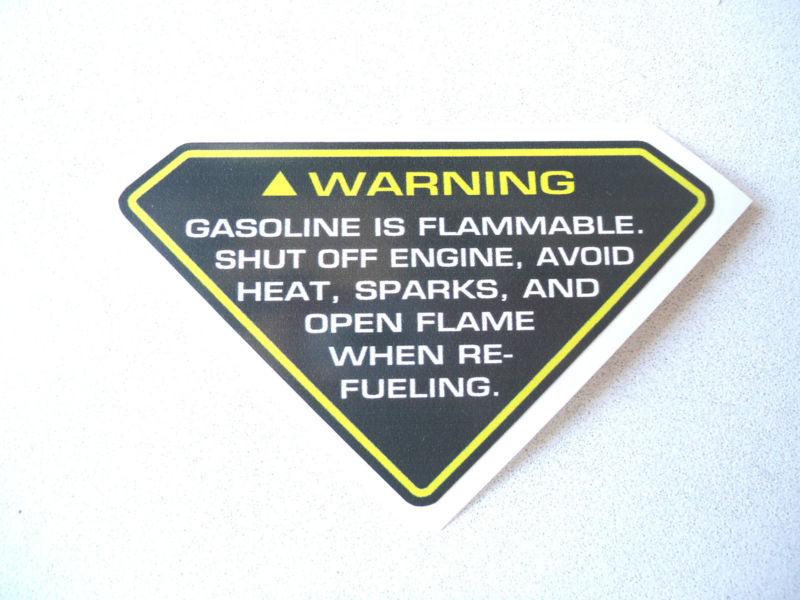 ▲ WARNING
GASOLINE IS FLAMMABLE.
SHUT OFF ENGINE, AVOID
HEAT, SPARKS, AND
OPEN FLAME
WHEN RE-
FUELING.